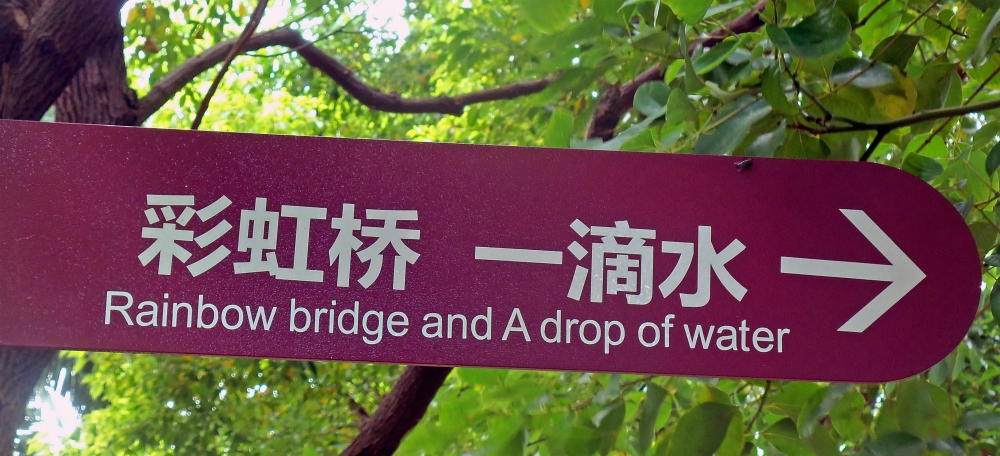 彩虹桥 一滴水
Rainbow bridge and A drop of water